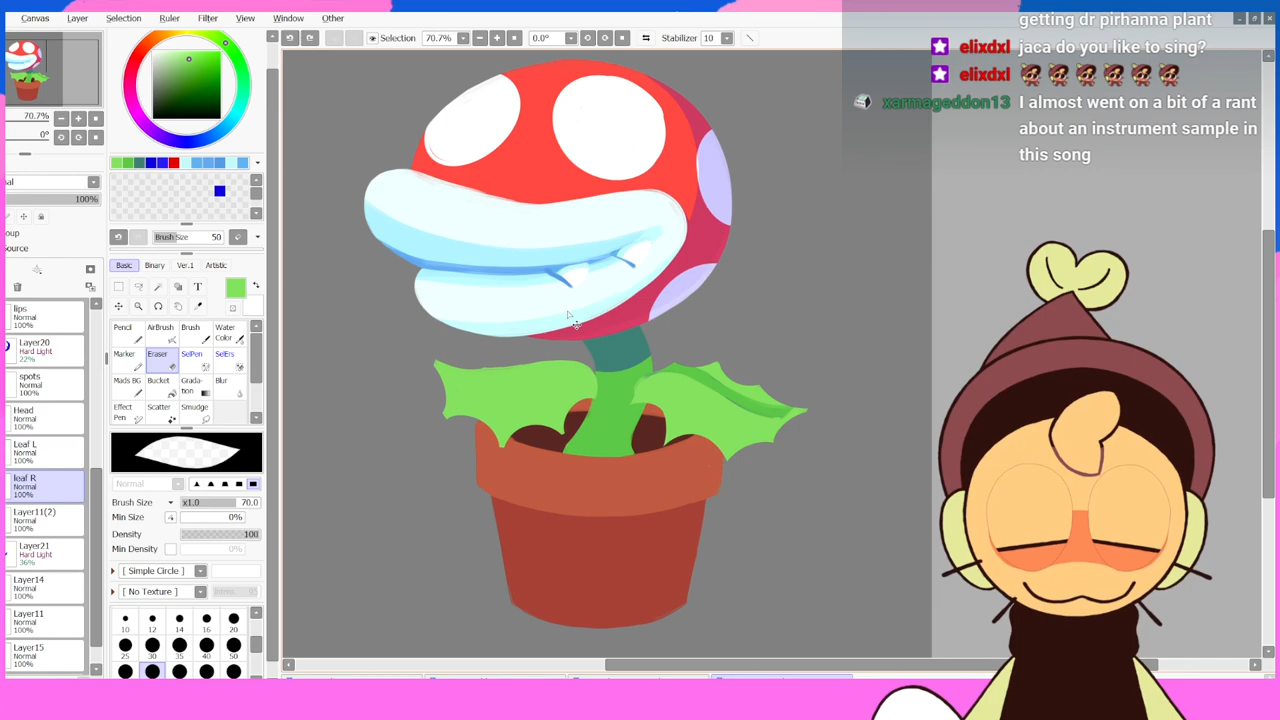 Canvas Layer Selection Ruler Filter View Window Other
Selection 70.7% 0.0° Stabilizer 10
getting dr pirhanna plant
elixdxl jaca do you like to sing?
elixdxl
xarmageddon13 I almost went on a bit of a rant
about an instrument sample in
this song
70.7%
0°
100%
Source
Brush Size 50
Basic Binary Ver.1 Artistic
T
Pencil AirBrush Brush Water Color
Marker Eraser SelPen SelErs
Mads BG Bucket Gradation Blur
Effect Pen Scatter Smudge
lips
Normal
100%
Layer20
Hard Light
22%
spots
Normal
100%
Head
Normal
100%
Leaf L
Normal
100%
leaf R
Normal
100%
Layer11(2)
Normal
100%
Layer21
Hard Light
36%
Layer14
Normal
100%
Layer11
Normal
100%
Layer15
Normal
100%
Normal
Brush Size x1.0 70.0
Min Size 0%
Density 100
Min Density 0%
[ Simple Circle ]
[ No Texture ]
10 12 14 16 20
25 30 35 40 50